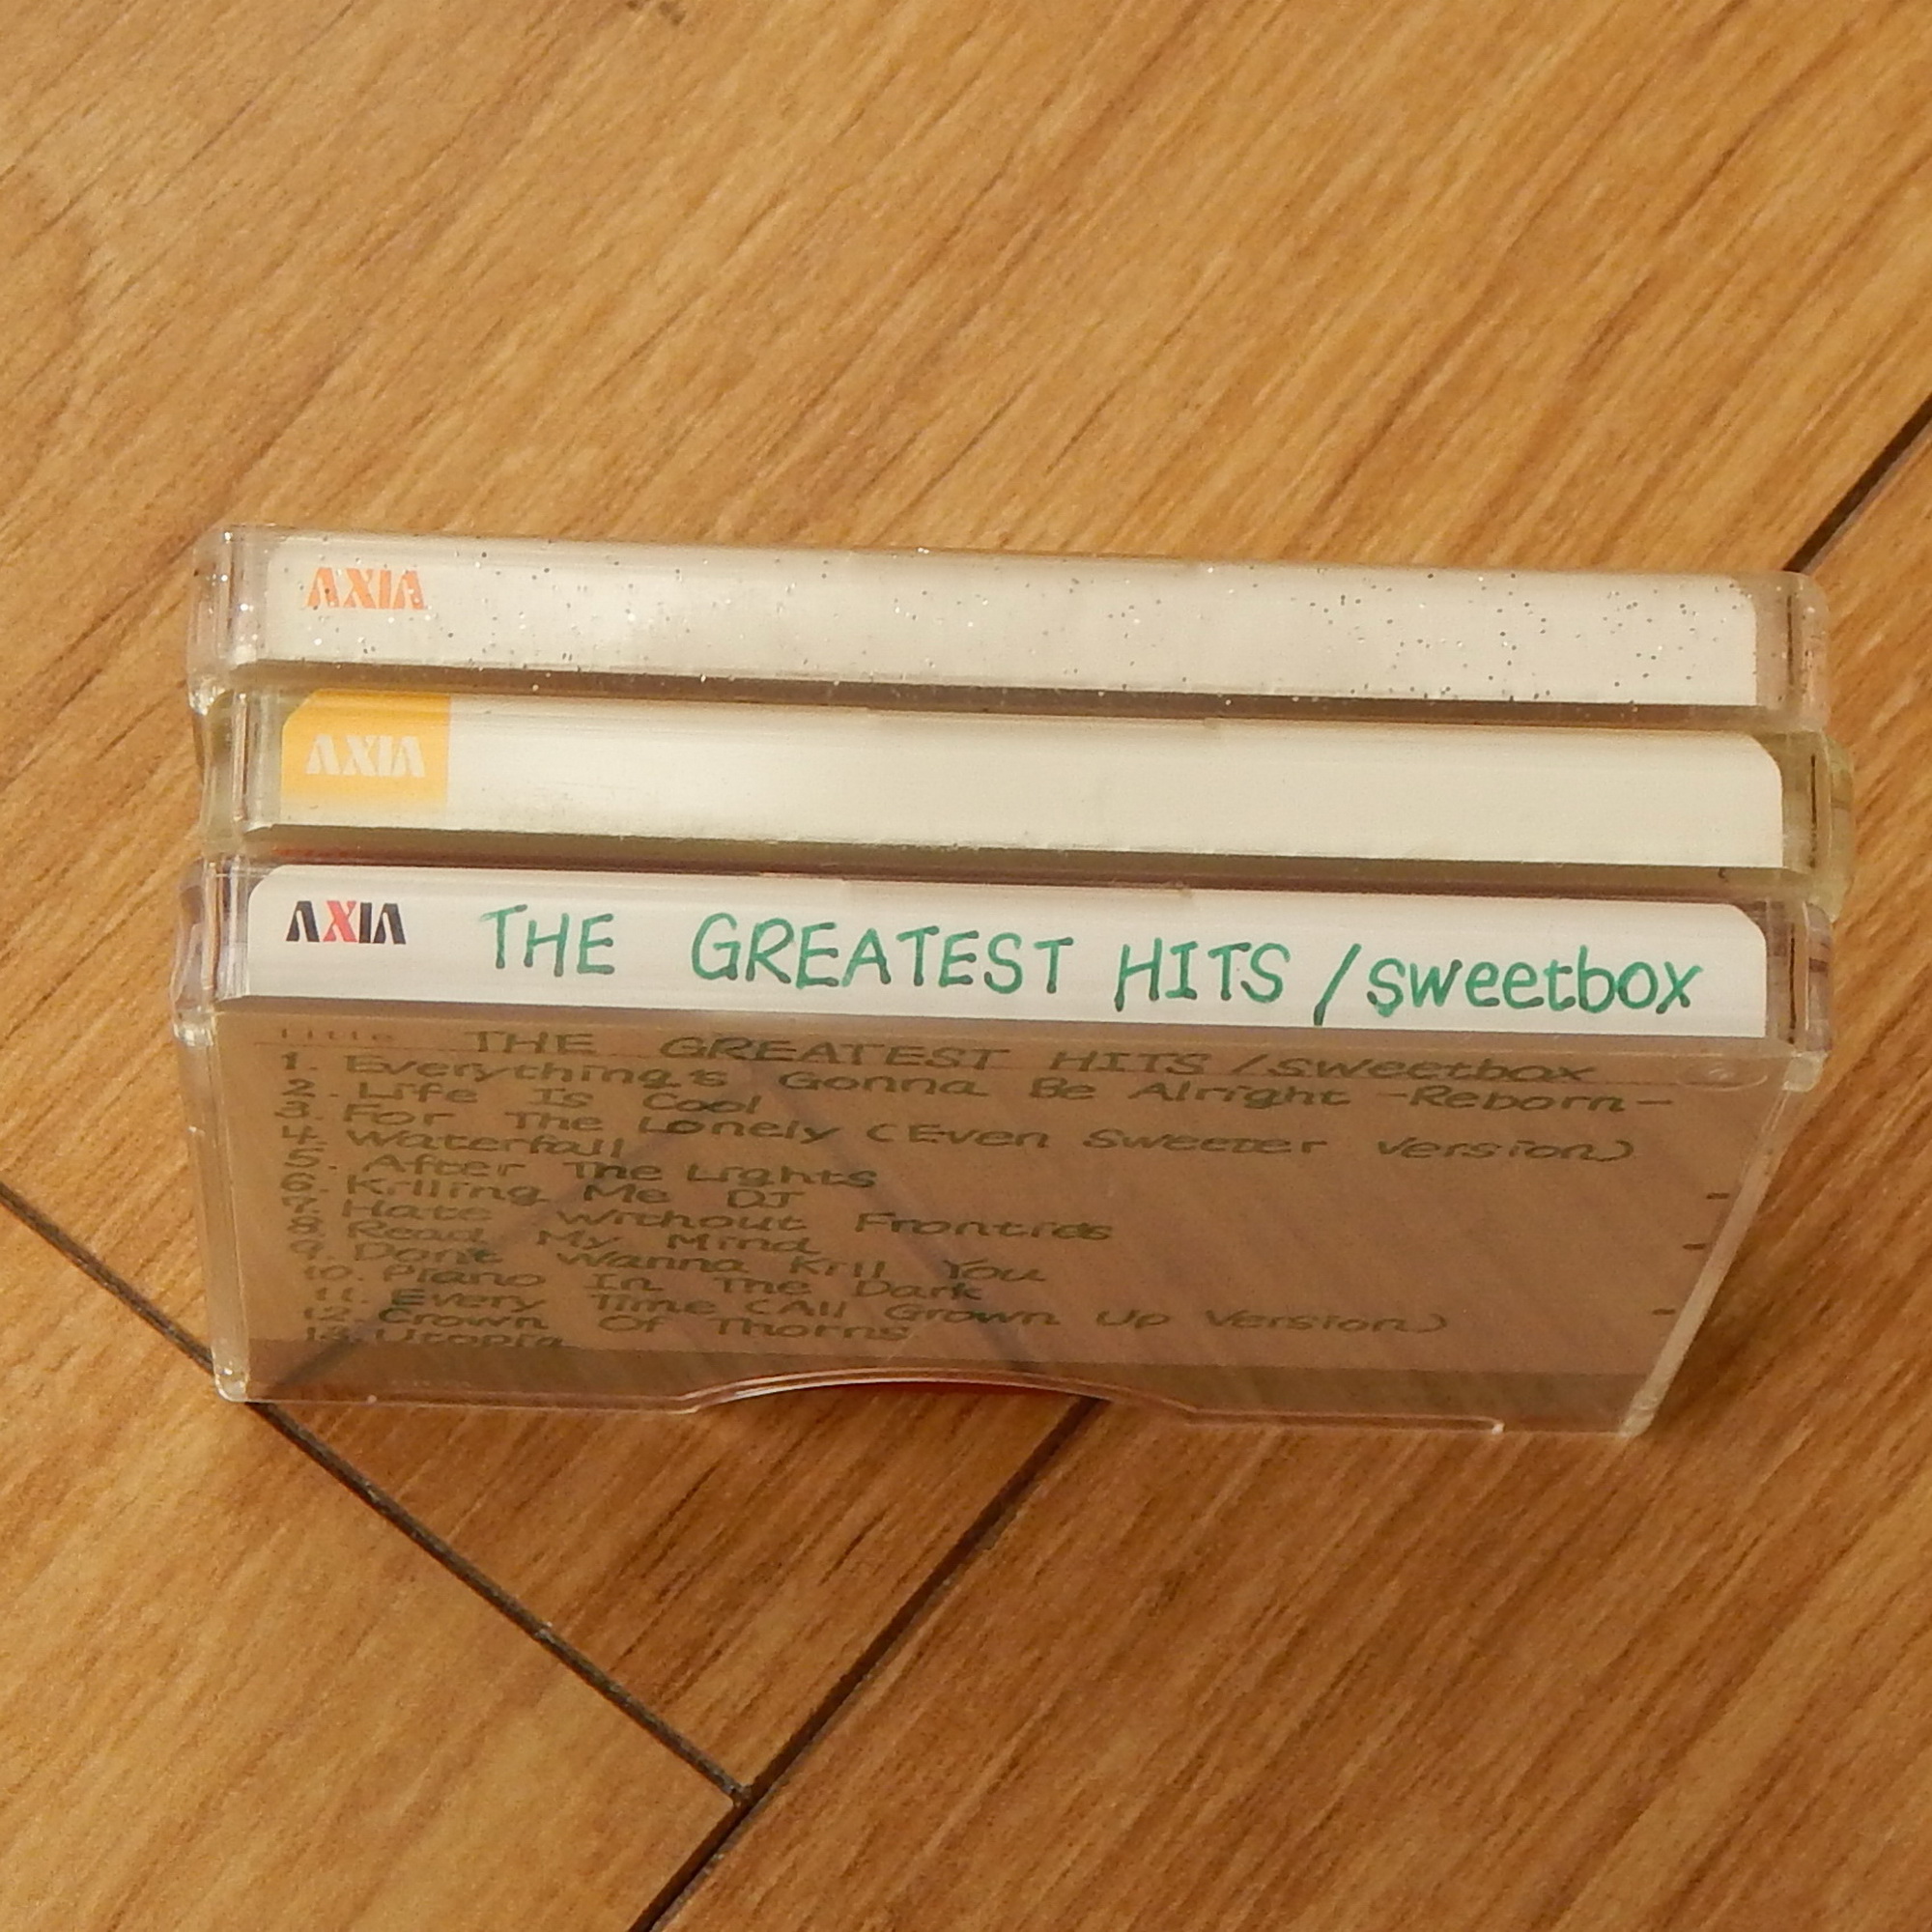 AXIA
AXIA
AXIA THE GREATEST HITS / sweetbox
Title THE GREATEST HITS / sweetbox
1. Everything's Gonna Be Alright -Reborn-
2. Life Is Cool
3. For The Lonely (Even Sweeter Version)
4. Waterfall
5. After The Lights
6. Killing Me DJ
7. Hate Without Frontiers
8. Read My Mind
9. Don't Wanna Kill You
10. Piano In The Dark
11. Every Time (All Grown Up Version)
12. Crown Of Thorns
13. Utopia